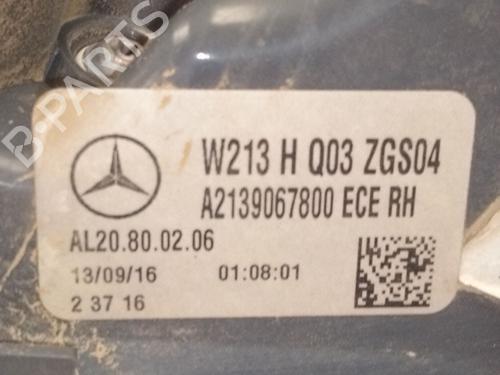 B-PARTS
W213 H Q03 ZGS04
A2139067800 ECE RH
AL20.80.02.06
13/09/16 01:08:01
2 37 16